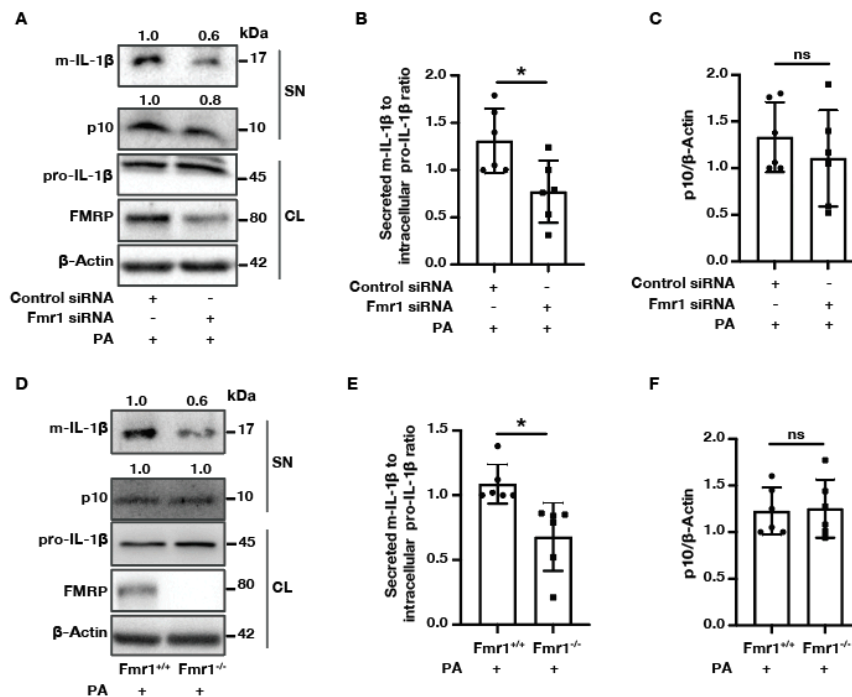 A
1.0 0.6 kDa
m-IL-1β 17
SN
1.0 0.8
p10 10
pro-IL-1β 45
FMRP 80
CL
β-Actin 42
Control siRNA + -
Fmr1 siRNA - +
PA + +
B
Secreted m-IL-1β to
intracellular pro-IL-1β ratio
2.0
1.5
1.0
0.5
0.0
*
Control siRNA + -
Fmr1 siRNA - +
PA + +
C
p10/β-Actin
2.0
1.5
1.0
0.5
0.0
ns
Control siRNA + -
Fmr1 siRNA - +
PA + +
D
1.0 0.6 kDa
m-IL-1β 17
SN
1.0 1.0
p10 10
pro-IL-1β 45
FMRP 80
CL
β-Actin 42
Fmr1+/+ Fmr1-/-
PA + +
E
Secreted m-IL-1β to
intracellular pro-IL-1β ratio
1.5
1.0
0.5
0.0
*
Fmr1+/+ Fmr1-/-
PA + +
F
p10/β-Actin
2.0
1.5
1.0
0.5
0.0
ns
Fmr1+/+ Fmr1-/-
PA + +